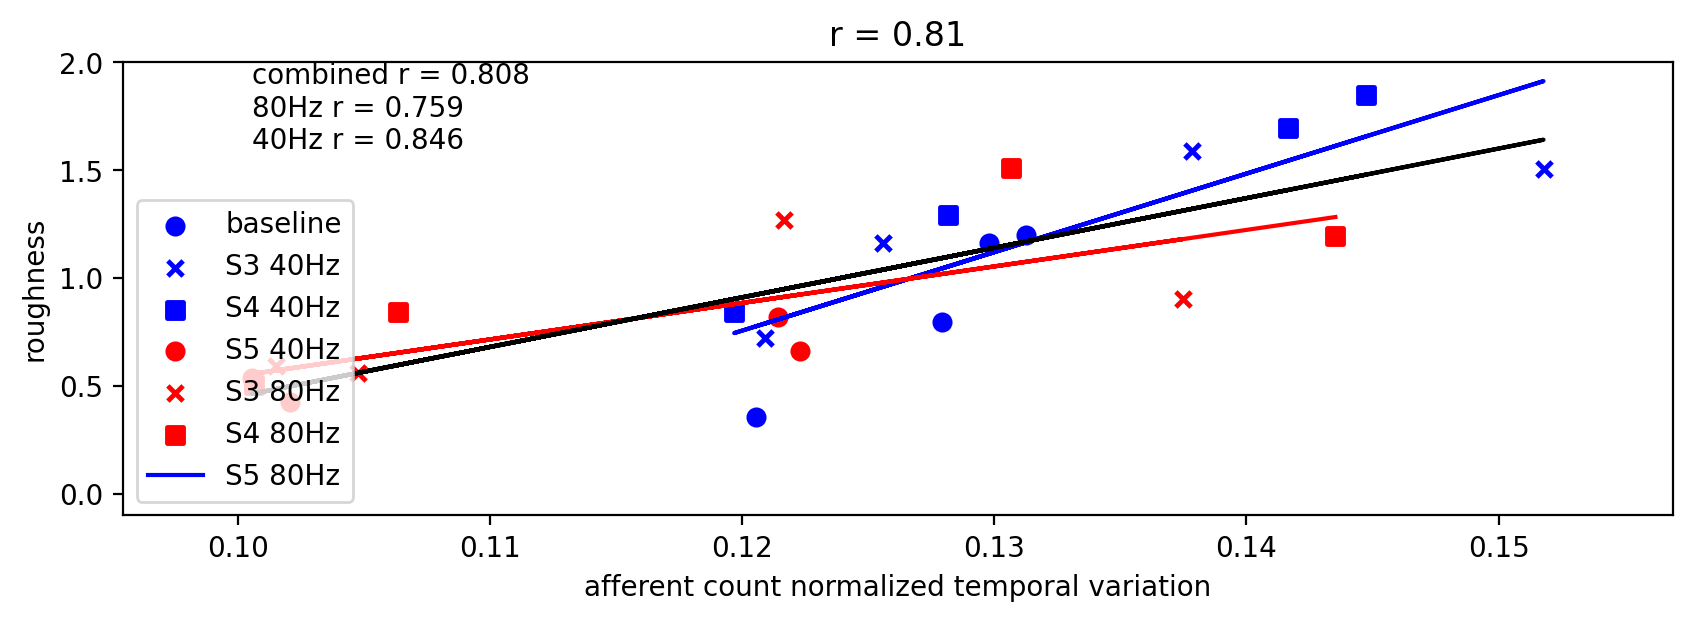 r = 0.81
combined r = 0.808
80Hz r = 0.759
40Hz r = 0.846
2.0
1.5
1.0
0.5
0.0
roughness
baseline
S3 40Hz
S4 40Hz
S5 40Hz
S3 80Hz
S4 80Hz
S5 80Hz
0.10 0.11 0.12 0.13 0.14 0.15
afferent count normalized temporal variation